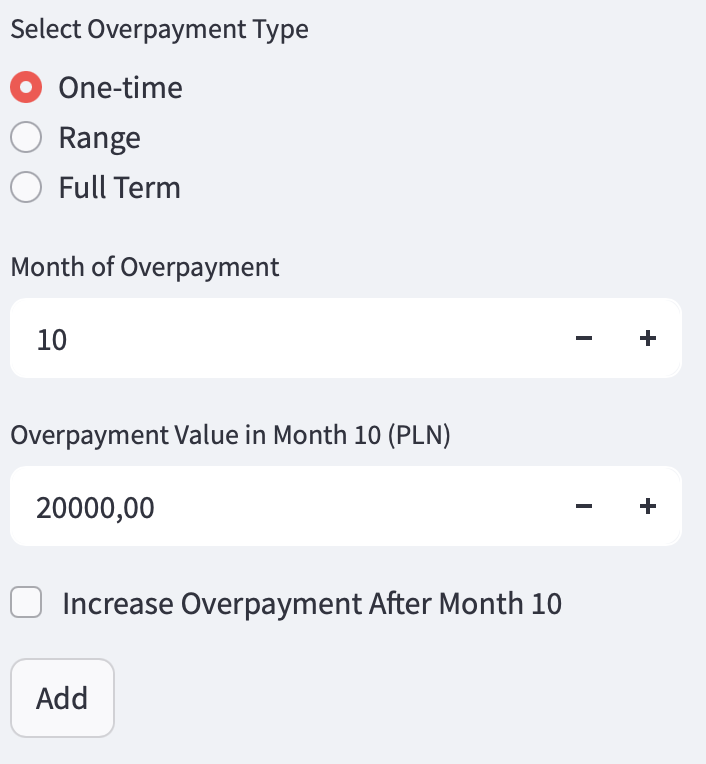 Select Overpayment Type
One-time
Range
Full Term
Month of Overpayment
10
Overpayment Value in Month 10 (PLN)
20000,00
Increase Overpayment After Month 10
Add